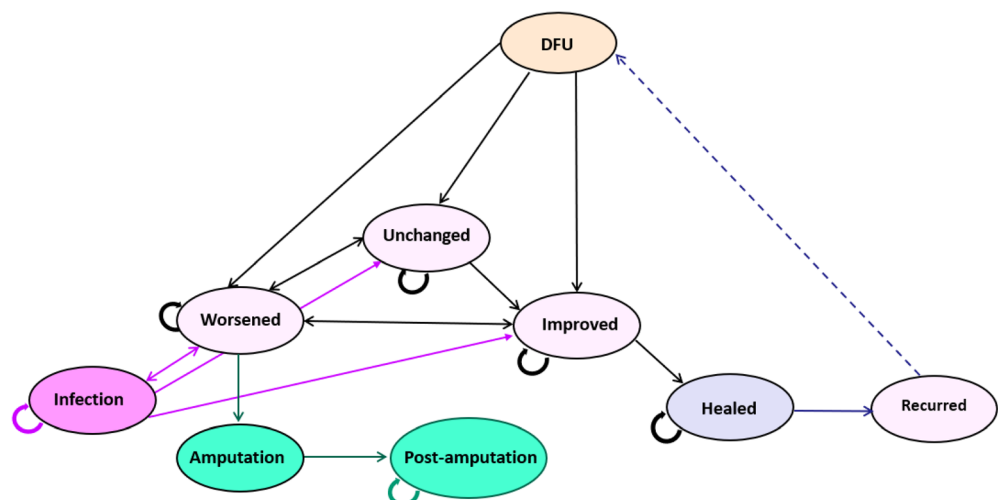 DFU
Unchanged
Worsened
Improved
Infection
Healed
Recurred
Amputation
Post-amputation